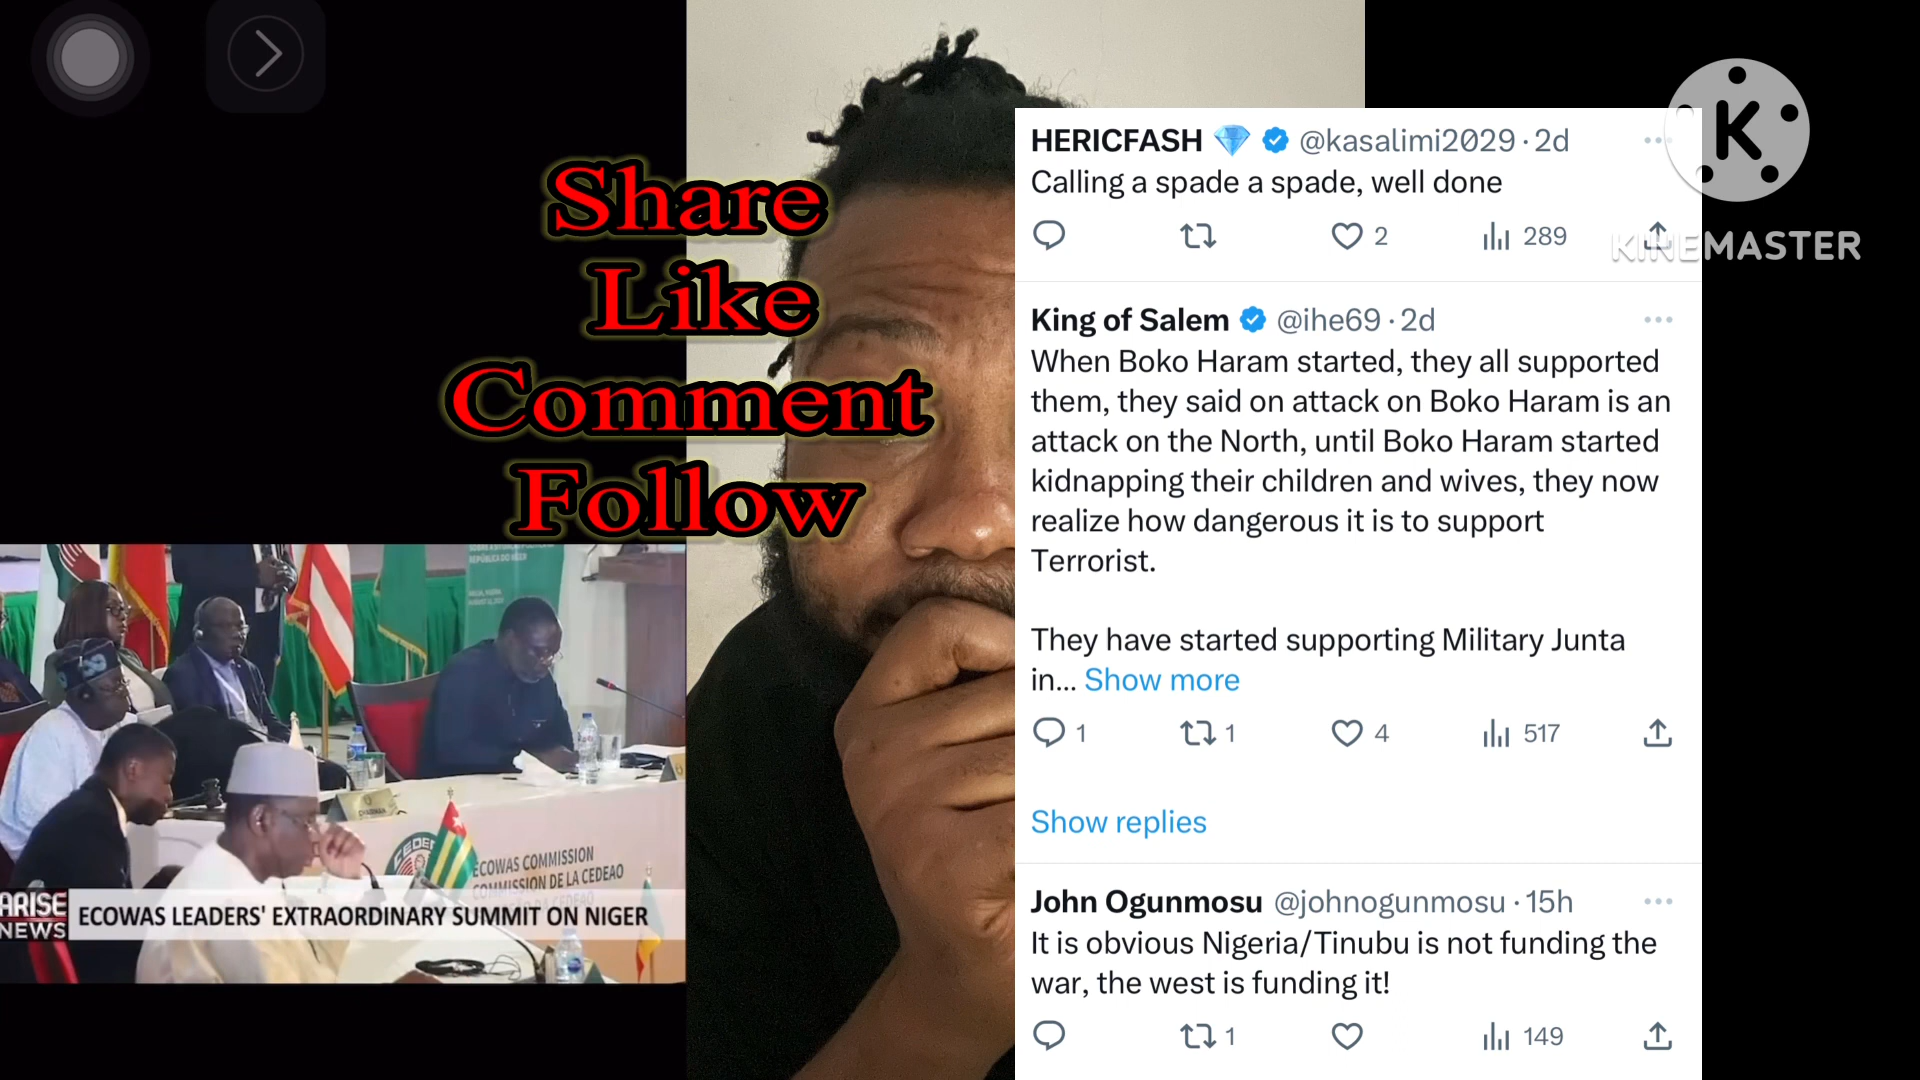 Share
Like
Comment
Follow
HERICFASH @kasalimi2029 · 2d
Calling a spade a spade, well done
2 289
King of Salem @ihe69 · 2d
When Boko Haram started, they all supported
them, they said on attack on Boko Haram is an
attack on the North, until Boko Haram started
kidnapping their children and wives, they now
realize how dangerous it is to support
Terrorist.
They have started supporting Military Junta
in... Show more
1 1 4 517
Show replies
John Ogunmosu @johnogunmosu · 15h
It is obvious Nigeria/Tinubu is not funding the
war, the west is funding it!
1 149
K
KINEMASTER
REPÚBLICA DO NÍGER
CHAIRMAN
ECOWAS COMMISSION
COMMISSION DE LA CEDEAO
ARISE
NEWS
ECOWAS LEADERS' EXTRAORDINARY SUMMIT ON NIGER